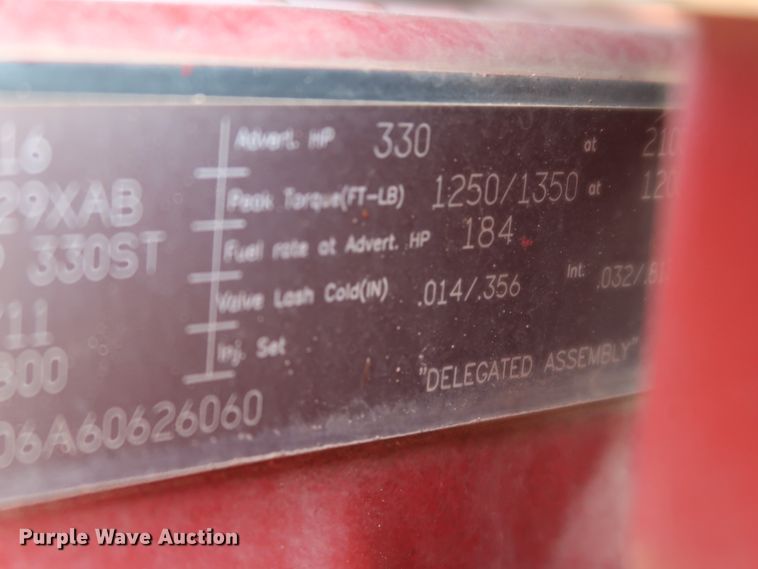 16
Advert. HP 330 at 210
29XAB
Peak Torque(FT-LB) 1250/1350 at 120
330ST
Fuel rate at Advert. HP 184
Valve Lash Cold(IN) .014/.356 Int. .032/.81
/11
Inj. Set
300
"DELEGATED ASSEMBLY"
06A60626060
Purple Wave Auction